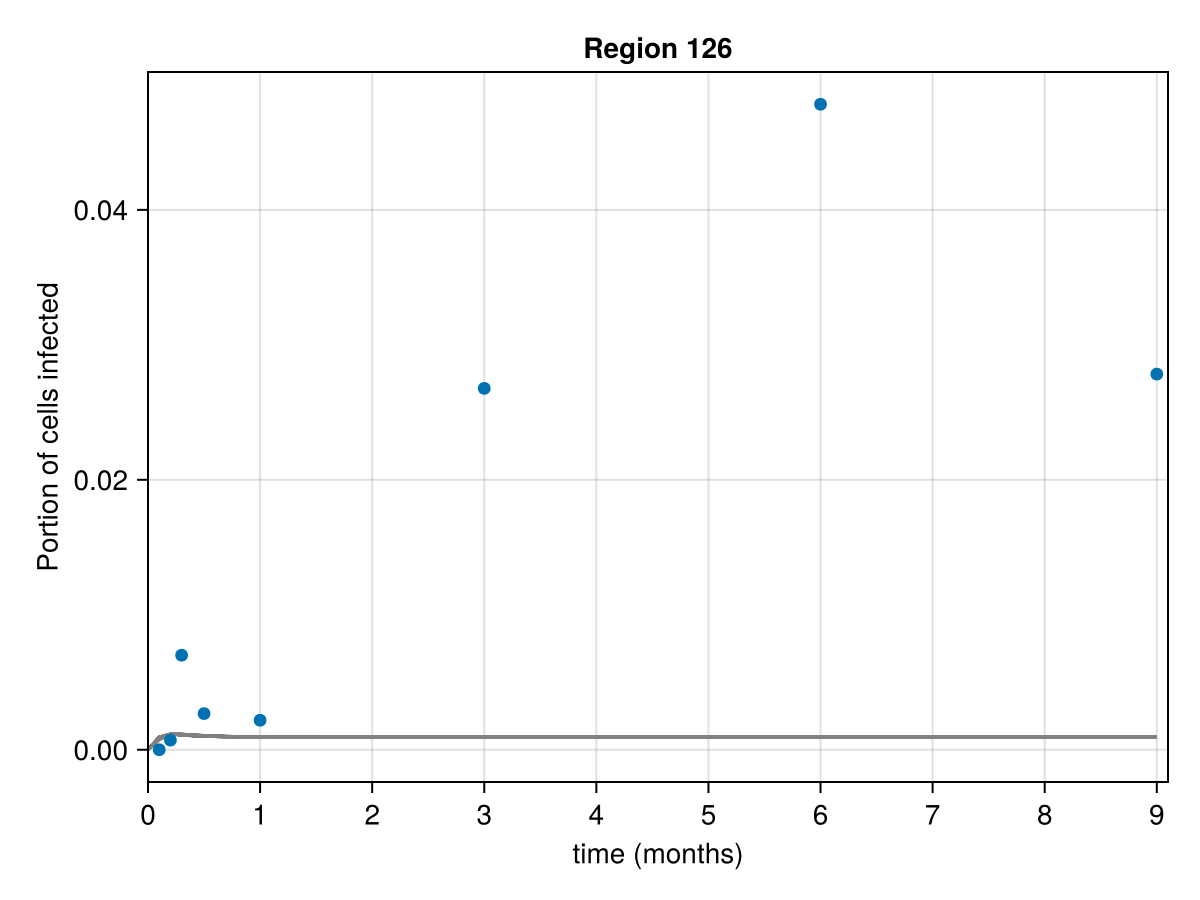 Region 126
Portion of cells infected
0.04
0.02
0.00
0 1 2 3 4 5 6 7 8 9
time (months)